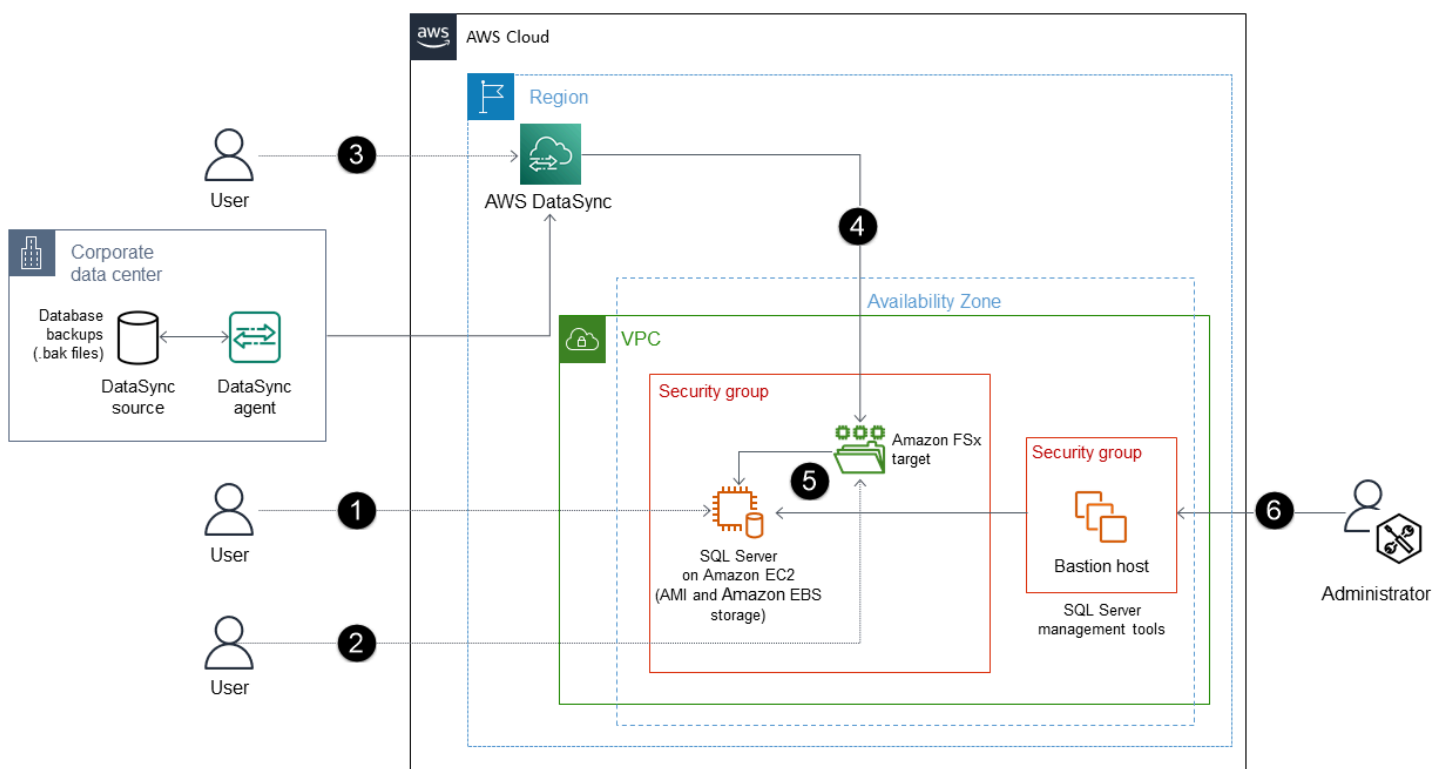 aws
AWS Cloud
Region
3
User
AWS DataSync
4
Corporate
data center
Availability Zone
Database
backups
(.bak files)
VPC
DataSync
source
DataSync
agent
Security group
Amazon FSx
target
Security group
5
1
6
User
SQL Server
on Amazon EC2
(AMI and Amazon EBS
storage)
Bastion host
Administrator
SQL Server
management tools
2
User